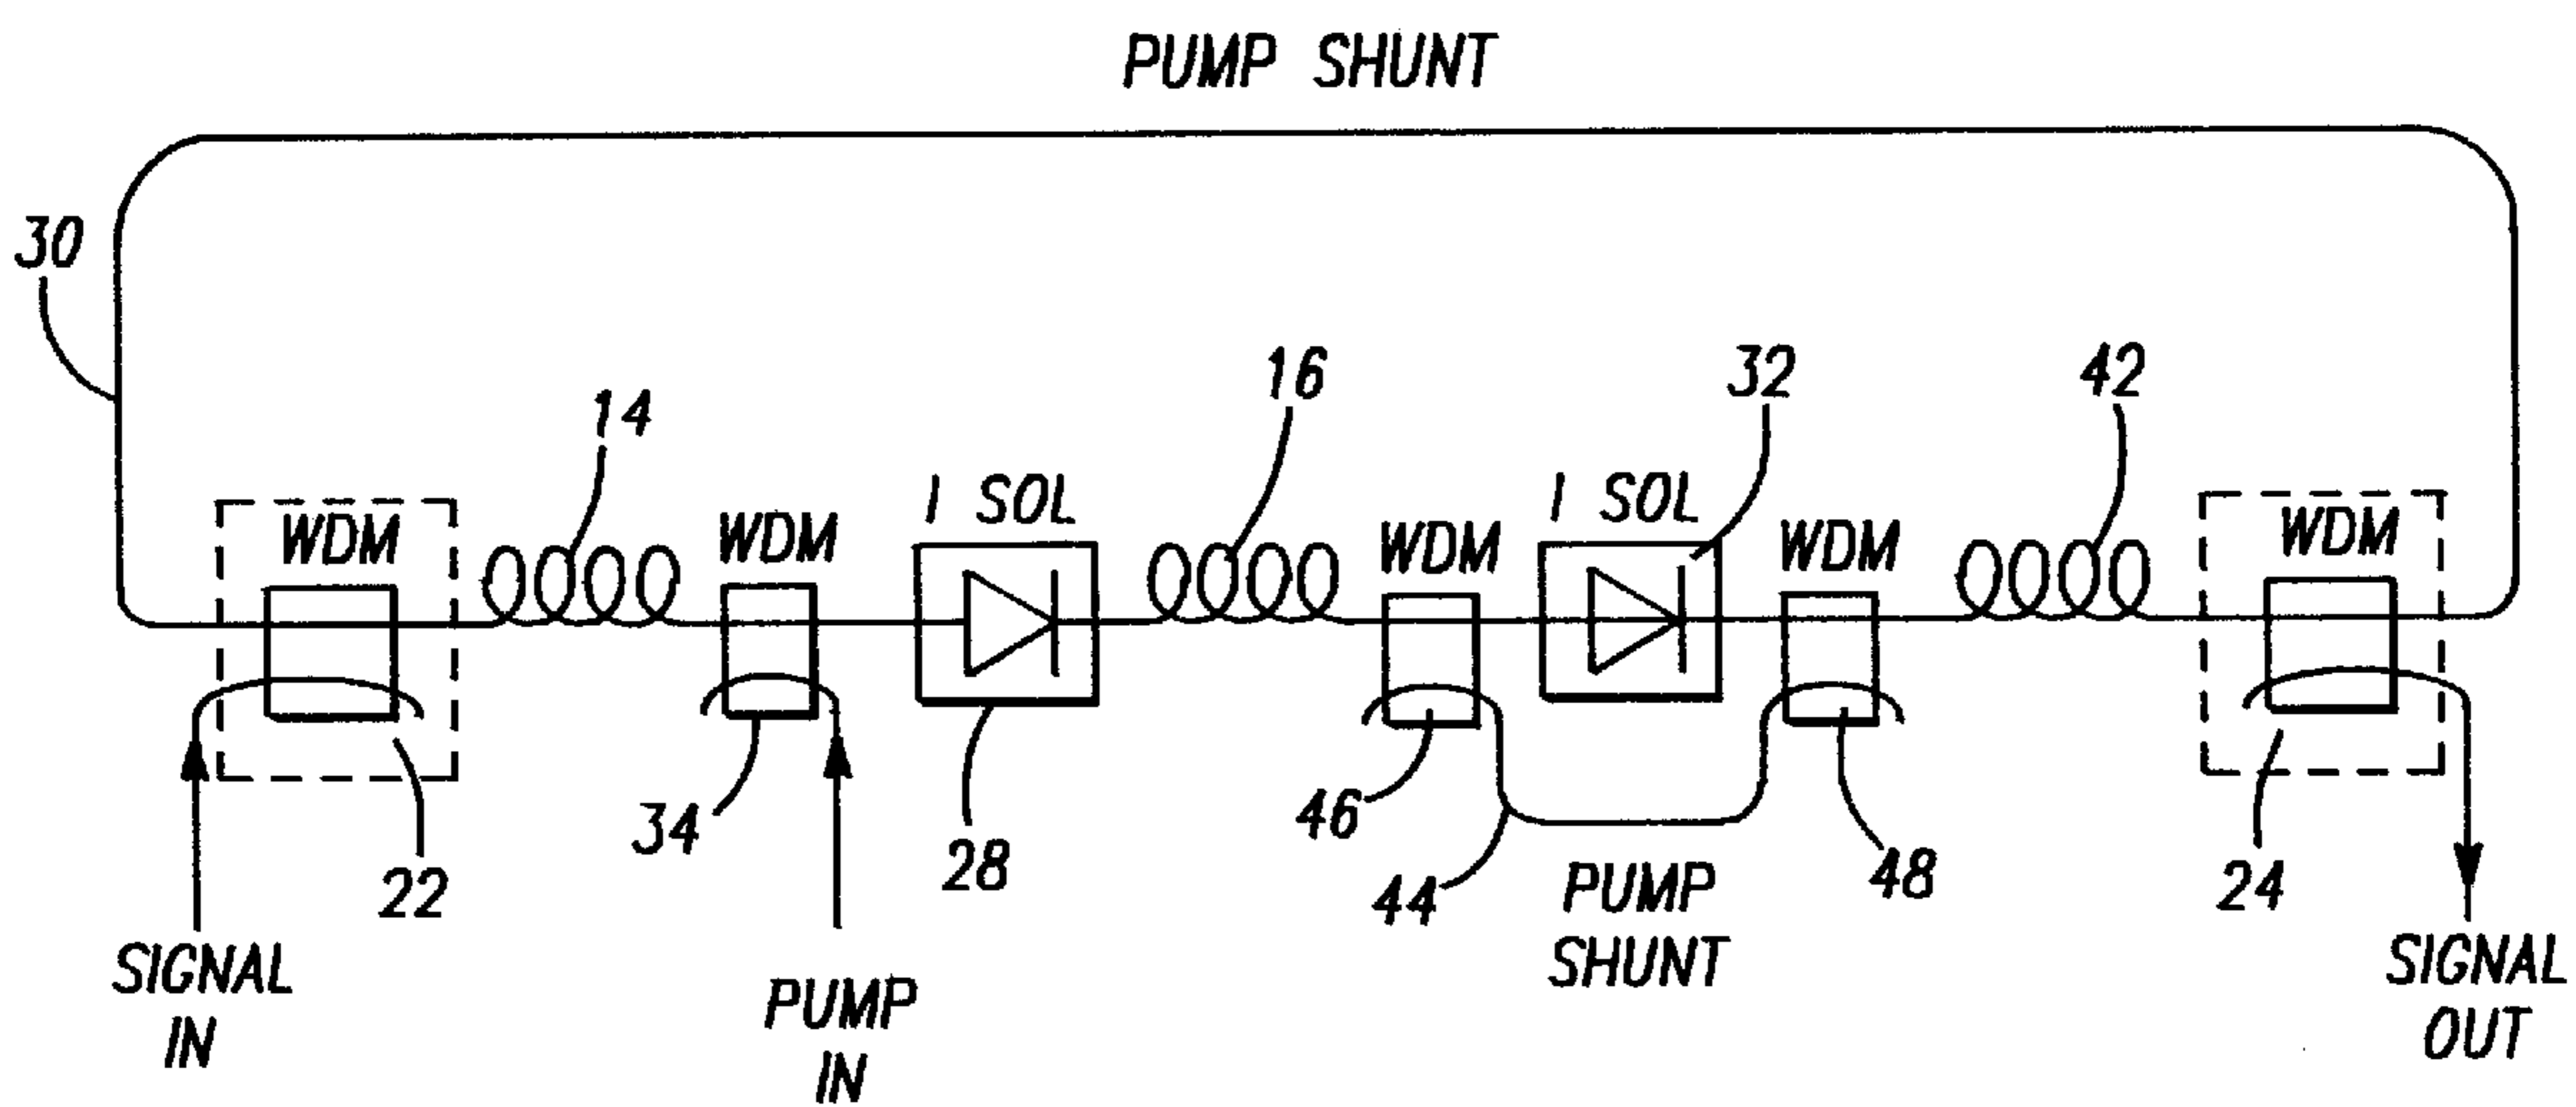 PUMP SHUNT
30
14
16
32
42
WDM
WDM
I SOL
WDM
I SOL
WDM
WDM
22
34
28
46
44
48
24
SIGNAL
IN
PUMP
IN
PUMP
SHUNT
SIGNAL
OUT